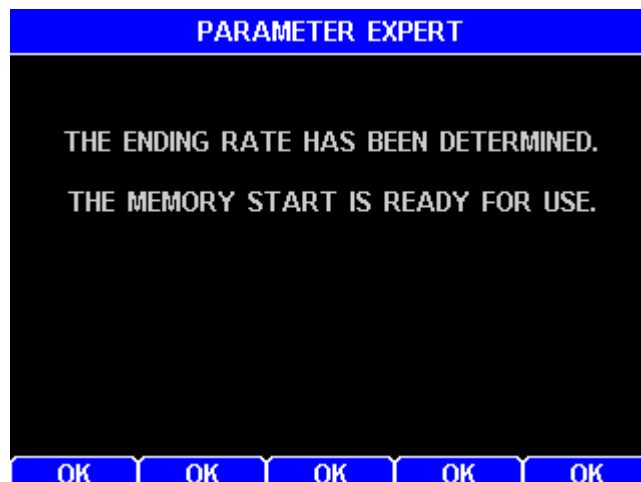 PARAMETER EXPERT
THE ENDING RATE HAS BEEN DETERMINED.
THE MEMORY START IS READY FOR USE.
OK OK OK OK OK